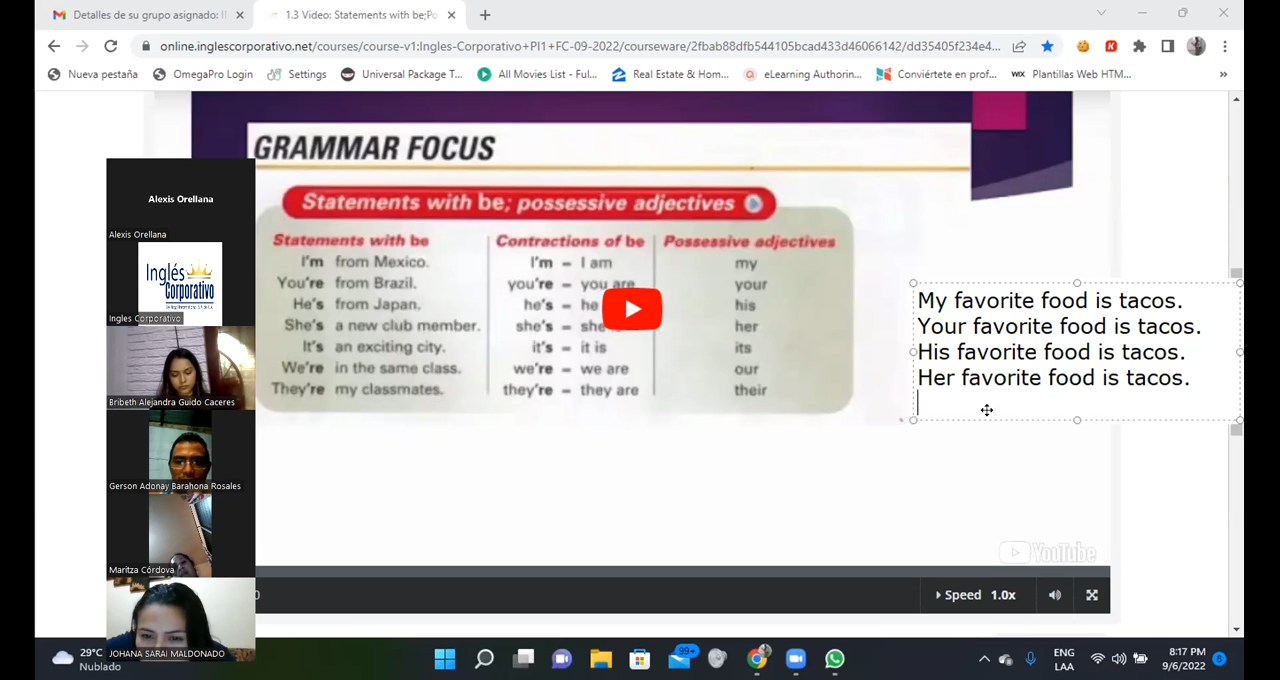 Detalles de su grupo asignado: I
1.3 Video: Statements with be;Po
online.inglescorporativo.net/courses/course-v1:Ingles-Corporativo+PI1+FC-09-2022/courseware/2fbab88dfb544105bcad433d46066142/dd35405f234e4...
Nueva pestaña
OmegaPro Login
Settings
Universal Package T...
All Movies List - Ful...
Real Estate & Hom...
eLearning Authorin...
Conviértete en prof...
WIX Plantillas Web HTM...
»
GRAMMAR FOCUS
Statements with be; possessive adjectives
Statements with be Contractions of be Possessive adjectives
I'm from Mexico. I'm = I am my
You're from Brazil. you're = you are your
He's from Japan. he's = he his
She's a new club member. she's = she her
It's an exciting city. it's = it is its
We're in the same class. we're = we are our
They're my classmates. they're = they are their
My favorite food is tacos.
Your favorite food is tacos.
His favorite food is tacos.
Her favorite food is tacos.
Alexis Orellana
Alexis Orellana
Inglés
Corporativo
Ingles Corporativo
Bribeth Alejandra Guido Caceres
Gerson Adonay Barahona Rosales
Maritza Córdova
JOHANA SARAI MALDONADO
YouTube
0
Speed 1.0x
29°C
Nublado
99+
ENG
LAA
8:17 PM
9/6/2022
8